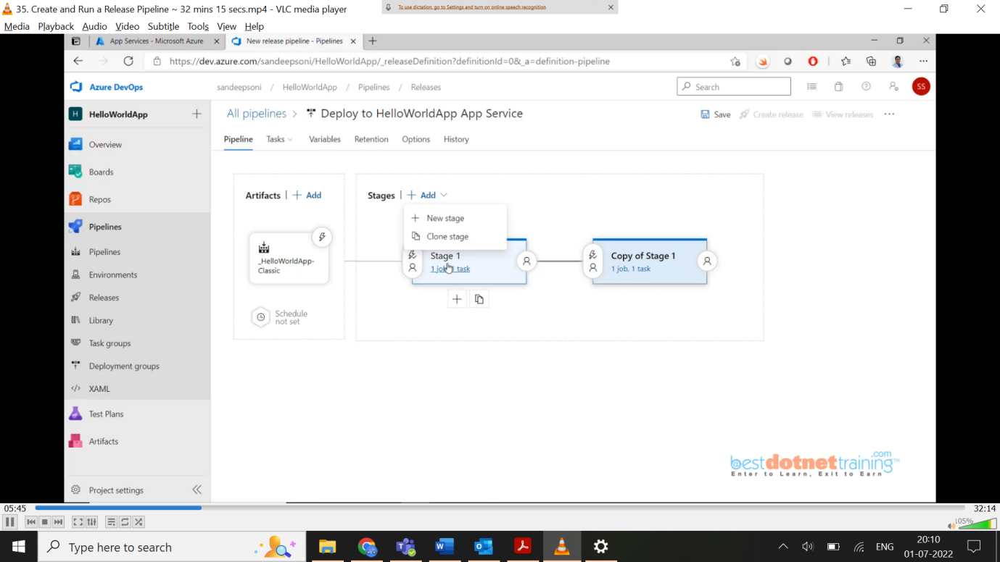 35. Create and Run a Release Pipeline ~ 32 mins 15 secs.mp4 - VLC media player
To use dictation, go to Settings and turn on online speech recognition
Media Playback Audio Video Subtitle Tools View Help
App Services - Microsoft Azure
New release pipeline - Pipelines
https://dev.azure.com/sandeepsoni/HelloWorldApp/_releaseDefinition?definitionId=0&_a=definition-pipeline
Azure DevOps
sandeepsoni / HelloWorldApp / Pipelines / Releases
Search
SS
H HelloWorldApp
All pipelines > Deploy to HelloWorldApp App Service
Save Create release View releases ...
Pipeline Tasks Variables Retention Options History
Overview
Boards
Repos
Pipelines
Pipelines
Environments
Releases
Library
Task groups
Deployment groups
XAML
Test Plans
Artifacts
Project settings
Artifacts | + Add
_HelloWorldApp-
Classic
Schedule
not set
Stages | + Add
New stage
Clone stage
Stage 1
1 job, 1 task
Copy of Stage 1
1 job, 1 task
bestdotnettraining.com™
Enter to Learn, Exit to Earn
05:45
32:14
105%
Type here to search
ENG
20:10
01-07-2022